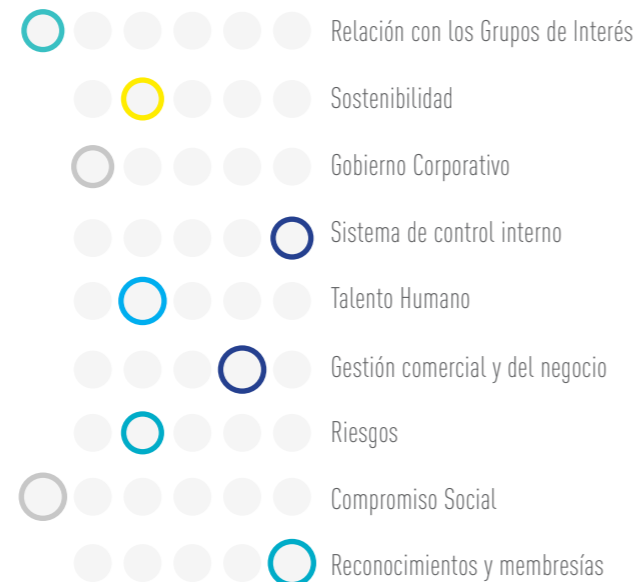 Relación con los Grupos de Interés
Sostenibilidad
Gobierno Corporativo
Sistema de control interno
Talento Humano
Gestión comercial y del negocio
Riesgos
Compromiso Social
Reconocimientos y membresías